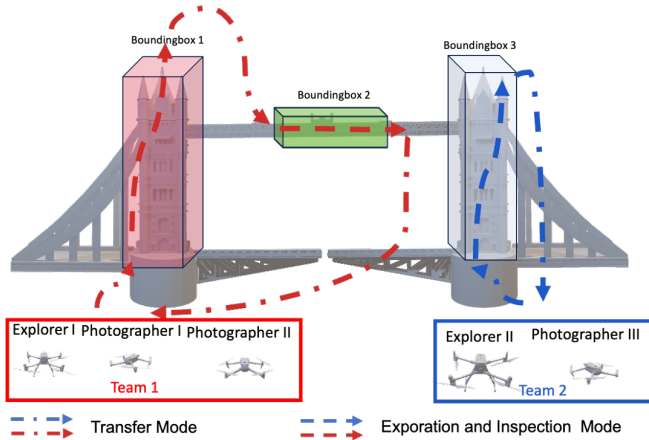 Boundingbox 1
Boundingbox 3
Boundingbox 2
Explorer I Photographer I Photographer II
Team 1
Explorer II Photographer III
Team 2
Transfer Mode
Exporation and Inspection Mode